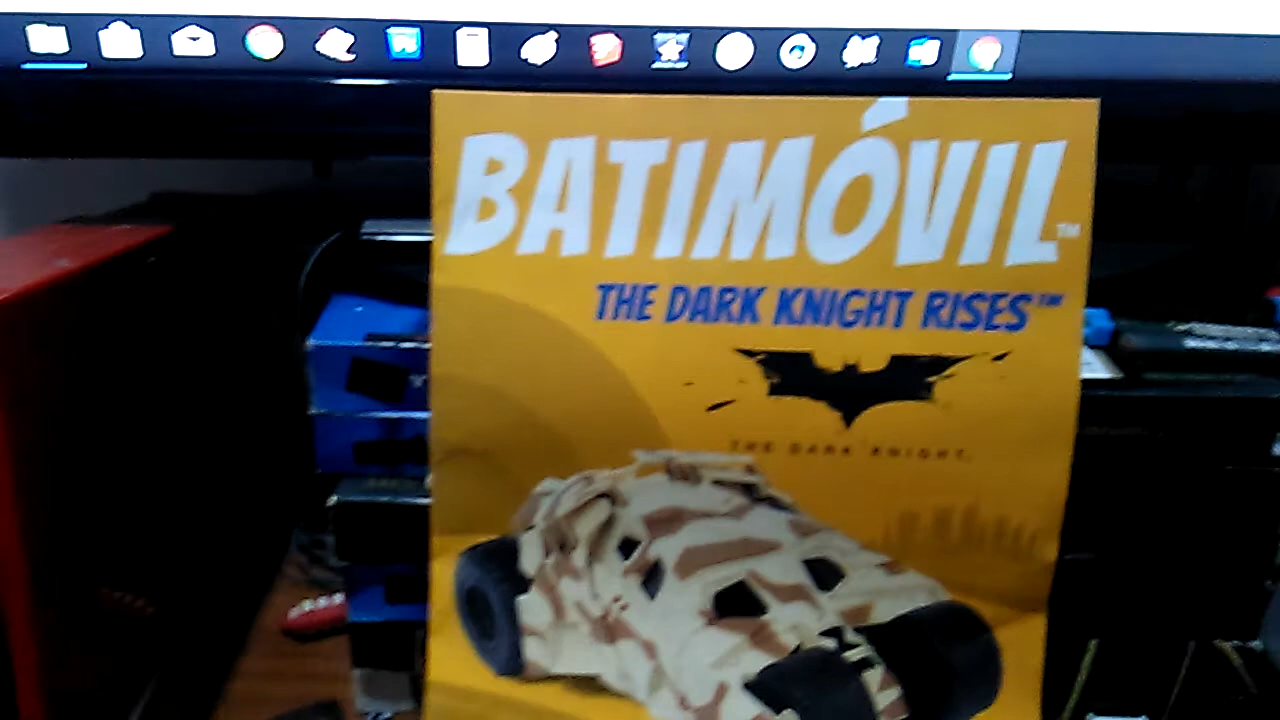 BATIMÓVIL™
THE DARK KNIGHT RISES™
THE DARK KNIGHT